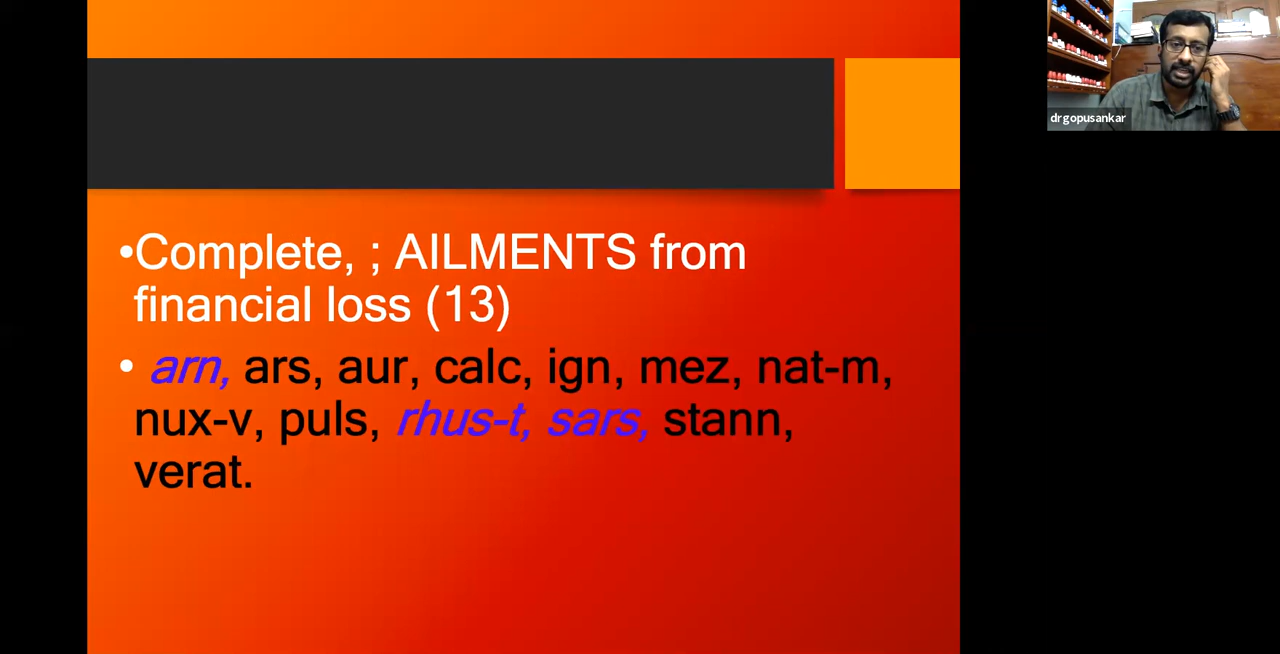 •Complete, ; AILMENTS from
financial loss (13)
• arn, ars, aur, calc, ign, mez, nat-m,
nux-v, puls, rhus-t, sars, stann,
verat.
drgopusankar